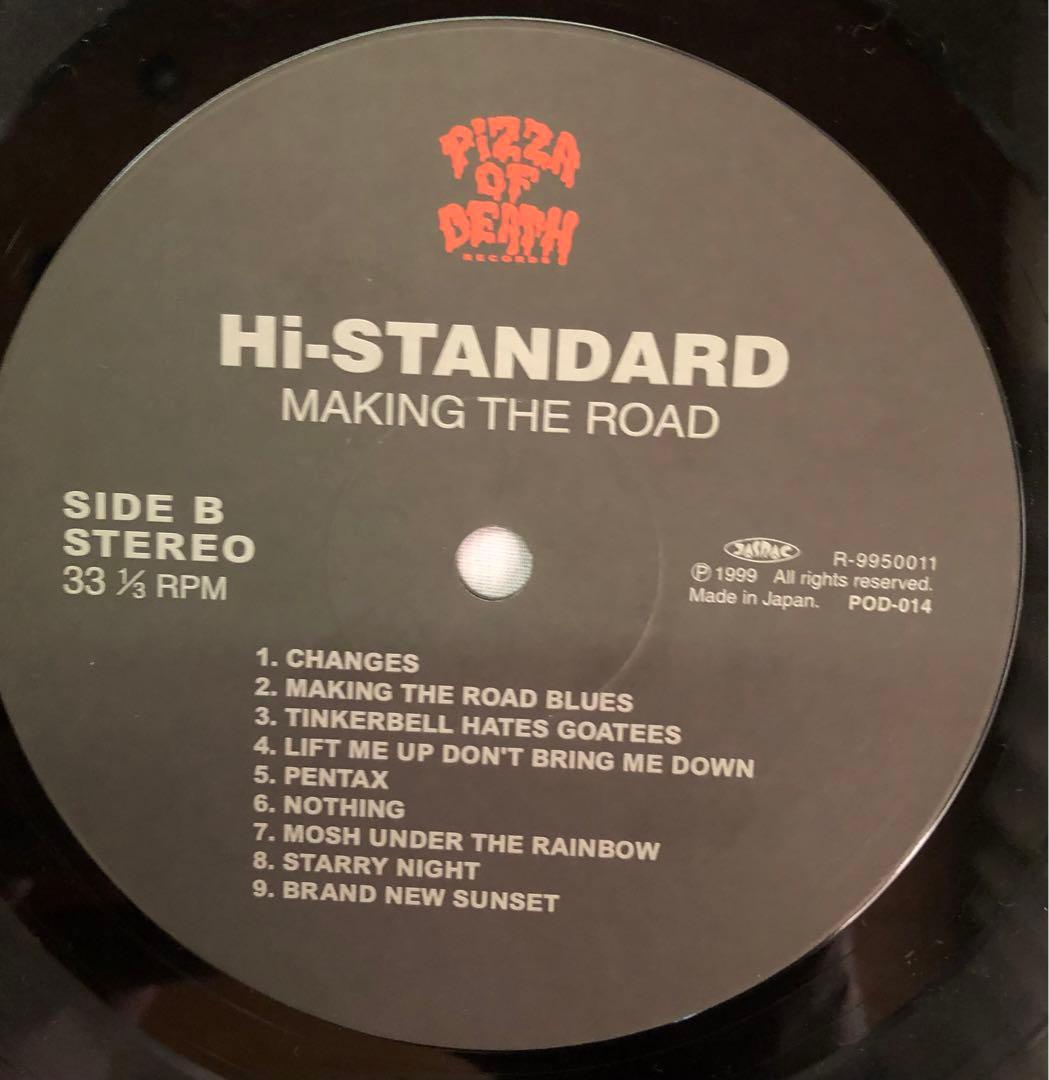 PiZZA
OF
DEATH
RECORDS
Hi-STANDARD
MAKING THE ROAD
SIDE B
STEREO
33 ⅓ RPM
JASRAC R-9950011
Ⓟ 1999 All rights reserved.
Made in Japan. POD-014
1. CHANGES
2. MAKING THE ROAD BLUES
3. TINKERBELL HATES GOATEES
4. LIFT ME UP DON'T BRING ME DOWN
5. PENTAX
6. NOTHING
7. MOSH UNDER THE RAINBOW
8. STARRY NIGHT
9. BRAND NEW SUNSET